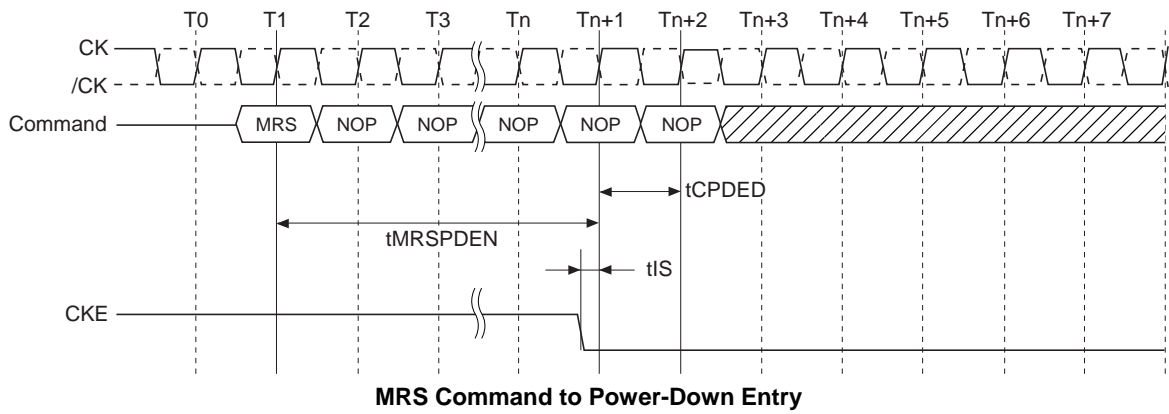 T0 T1 T2 T3 Tn Tn+1 Tn+2 Tn+3 Tn+4 Tn+5 Tn+6 Tn+7
CK
/CK
Command MRS NOP NOP NOP NOP NOP
tCPDED
tMRSPDEN
tIS
CKE
MRS Command to Power-Down Entry